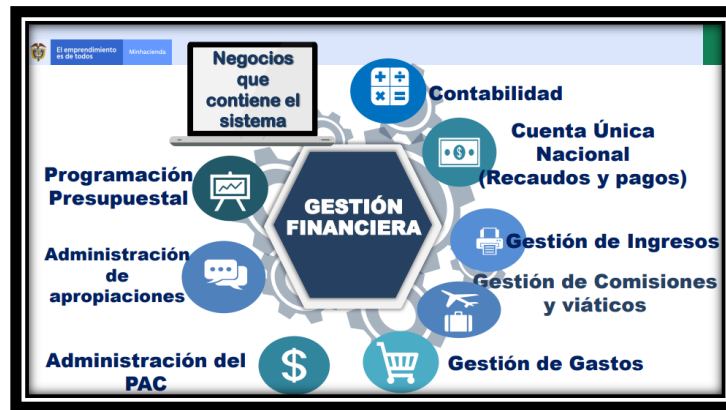 El emprendimiento
es de todos
Minhacienda
Negocios
que
contiene el
sistema
Contabilidad
Cuenta Única
Nacional
(Recaudos y pagos)
Programación
Presupuestal
GESTIÓN
FINANCIERA
Gestión de Ingresos
Administración
de
apropiaciones
Gestión de Comisiones
y viáticos
Administración del
PAC
Gestión de Gastos